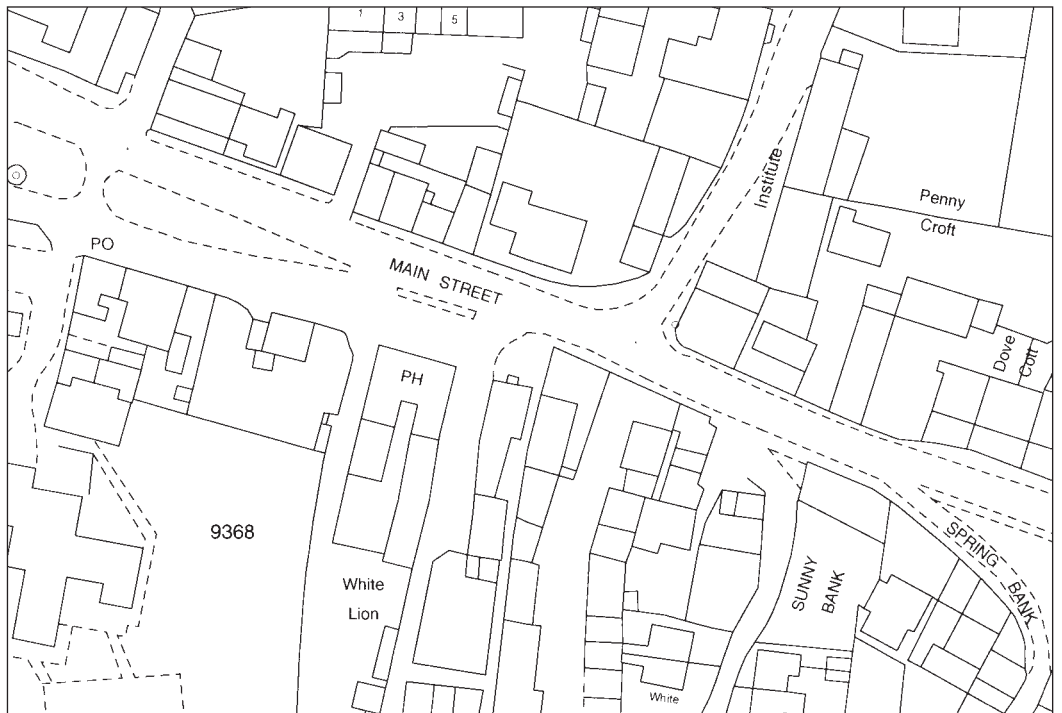 1
3
5
Institute
Penny
Croft
PO
MAIN STREET
Dove
Cott
PH
9368
SPRING BANK
White
Lion
SUNNY
BANK
White